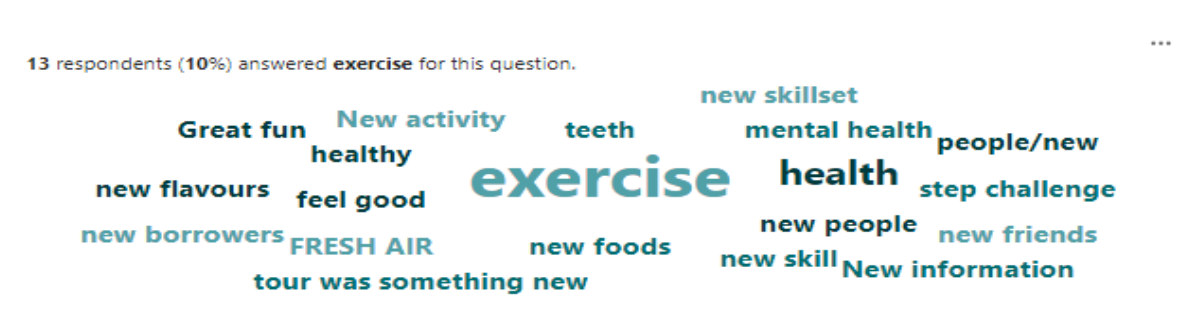 ...
13 respondents (10%) answered exercise for this question.
new skillset
Great fun
New activity
teeth
mental health
people/new
healthy
exercise
health
new flavours
feel good
step challenge
new borrowers
FRESH AIR
new foods
new people
new friends
new skill
New information
tour was something new